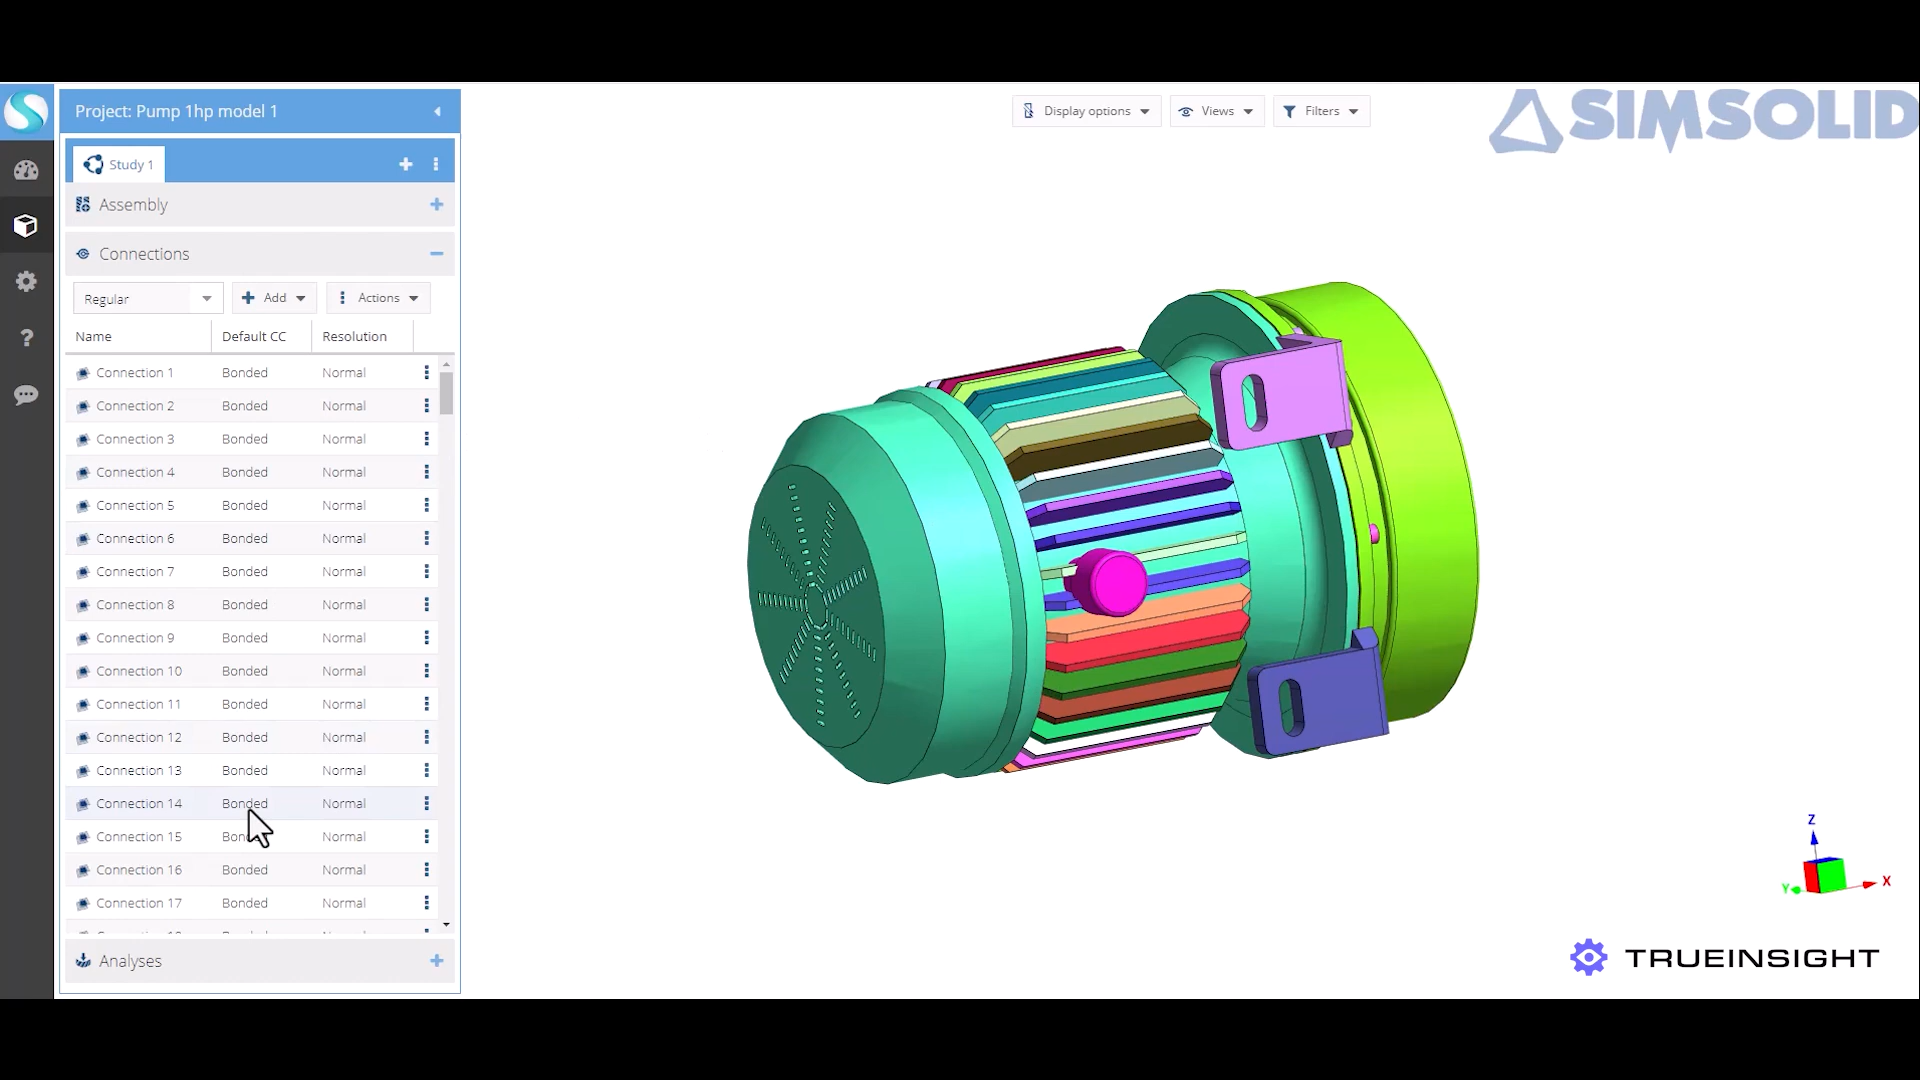 Project: Pump 1hp model 1
Display options Views Filters
SIMSOLID
Study 1
Assembly
Connections
Regular Add Actions
Name Default CC Resolution
Connection 1 Bonded Normal
Connection 2 Bonded Normal
Connection 3 Bonded Normal
Connection 4 Bonded Normal
Connection 5 Bonded Normal
Connection 6 Bonded Normal
Connection 7 Bonded Normal
Connection 8 Bonded Normal
Connection 9 Bonded Normal
Connection 10 Bonded Normal
Connection 11 Bonded Normal
Connection 12 Bonded Normal
Connection 13 Bonded Normal
Connection 14 Bonded Normal
Connection 15 Normal
Connection 16 Bonded Normal
Connection 17 Bonded Normal
Analyses
Z
Y X
TRUEINSIGHT